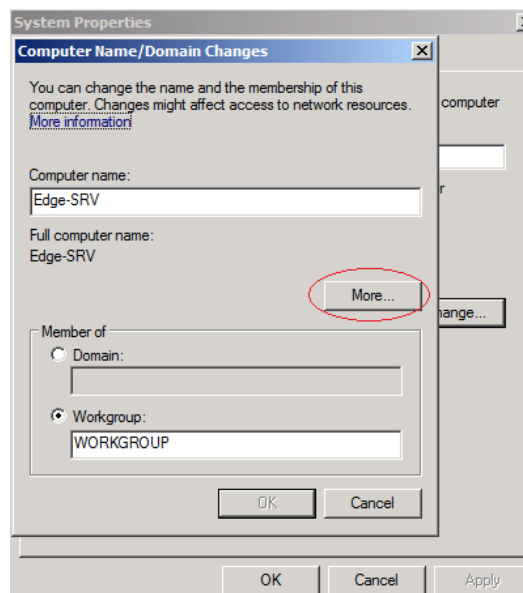 System Properties
Computer Name/Domain Changes
You can change the name and the membership of this
computer. Changes might affect access to network resources.
More information
computer
Computer name:
Edge-SRV
r
Full computer name:
Edge-SRV
More...
hange...
Member of
Domain:
Workgroup:
WORKGROUP
OK
Cancel
OK
Cancel
Apply